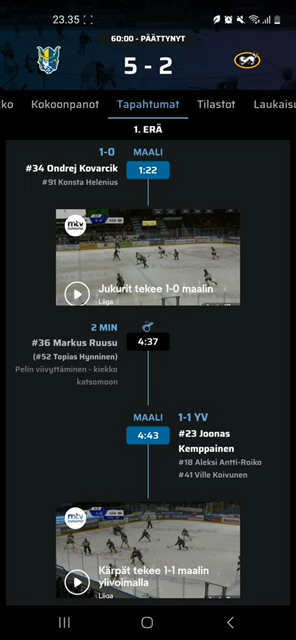 23.35
60:00 - PÄÄTTYNYT
5 - 2
ko Kokoonpanot Tapahtumat Tilastot Laukaisu
1. ERÄ
1-0 MAALI
#34 Ondrej Kovarcik 1:22
#91 Konsta Helenius
mtv
katsomo
Jukurit tekee 1-0 maalin
Liiga
2 MIN
#36 Markus Ruusu 4:37
(#52 Topias Hynninen)
Pelin viivyttäminen - kiekko
katsomoon
MAALI 1-1 YV
4:43 #23 Joonas
Kemppainen
#18 Aleksi Antti-Roiko
#41 Ville Koivunen
mtv
katsomo
Kärpät tekee 1-1 maalin
ylivoimalla
Liiga